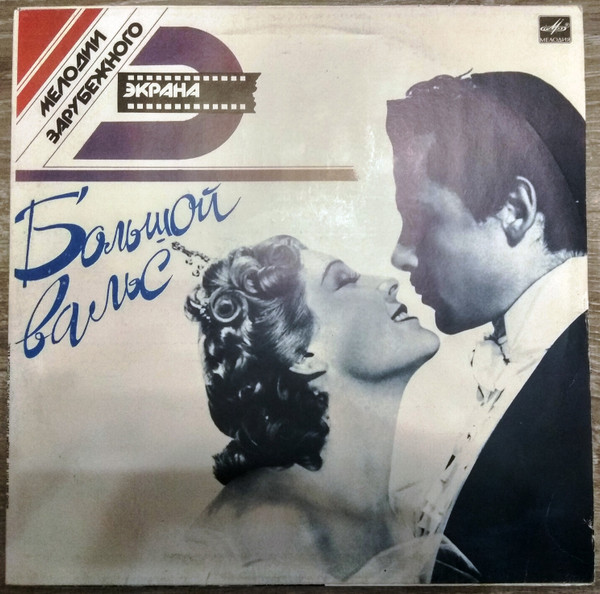 МЕЛОДИИ
ЗАРУБЕЖНОГО
ЭКРАНА
МЕЛОДИЯ
Большой
вальс